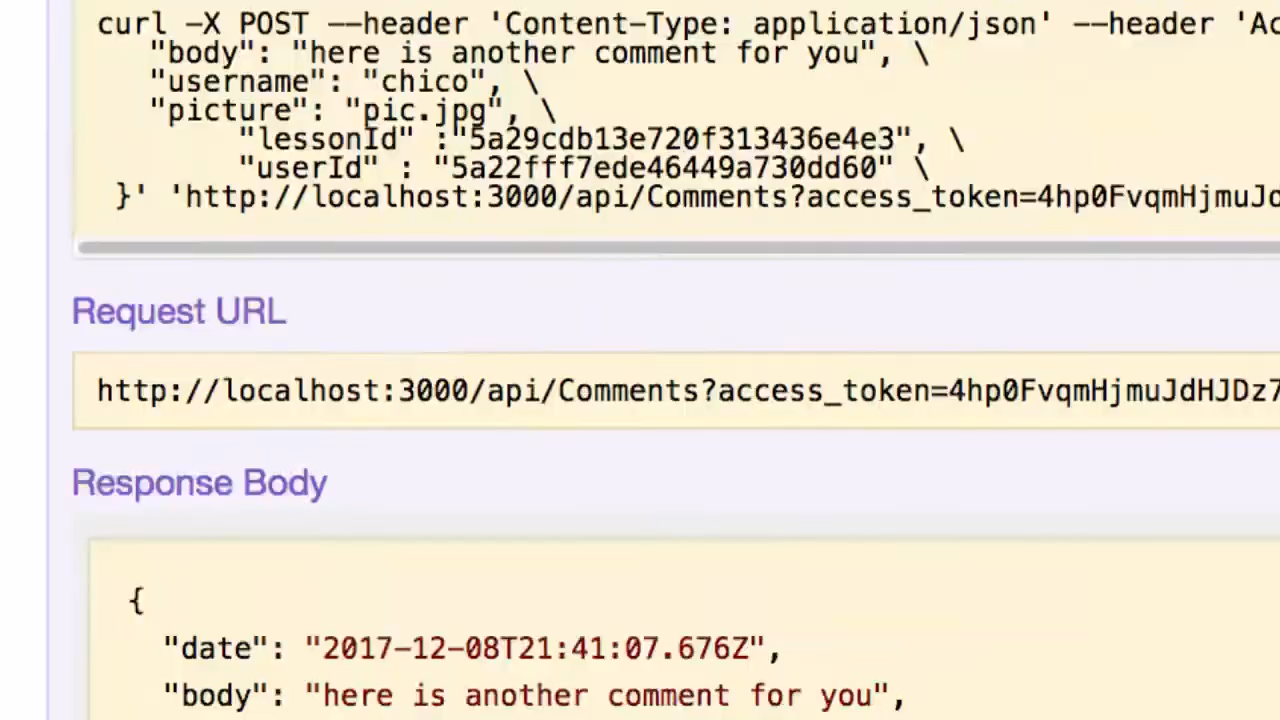 curl -X POST --header 'Content-Type: application/json' --header 'Ac
"body": "here is another comment for you", \
"username": "chico", \
"picture": "pic.jpg", \
"lessonId" :"5a29cdb13e720f313436e4e3", \
"userId" : "5a22fff7ede46449a730dd60" \
}' 'http://localhost:3000/api/Comments?access_token=4hp0FvqmHjmuJd
Request URL
http://localhost:3000/api/Comments?access_token=4hp0FvqmHjmuJdHJDz7
Response Body
{
"date": "2017-12-08T21:41:07.676Z",
"body": "here is another comment for you",